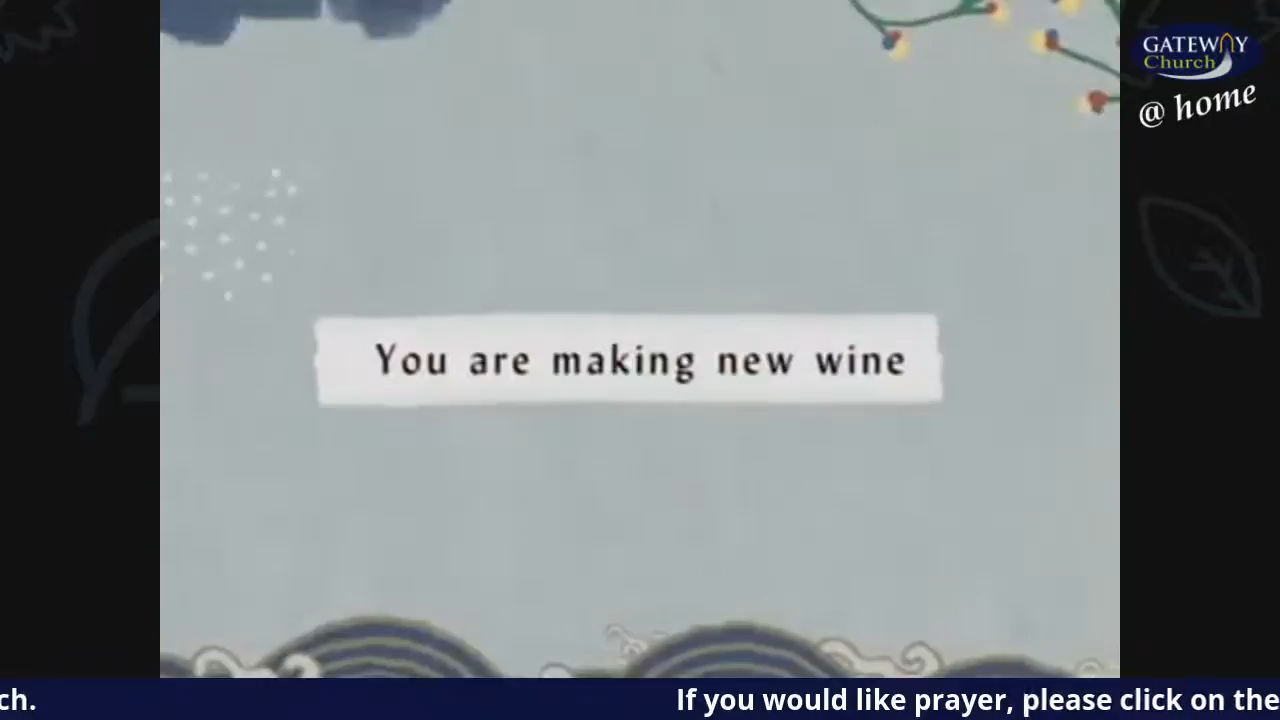 GATEWAY
Church
@ home
You are making new wine
ch.
If you would like prayer, please click on the